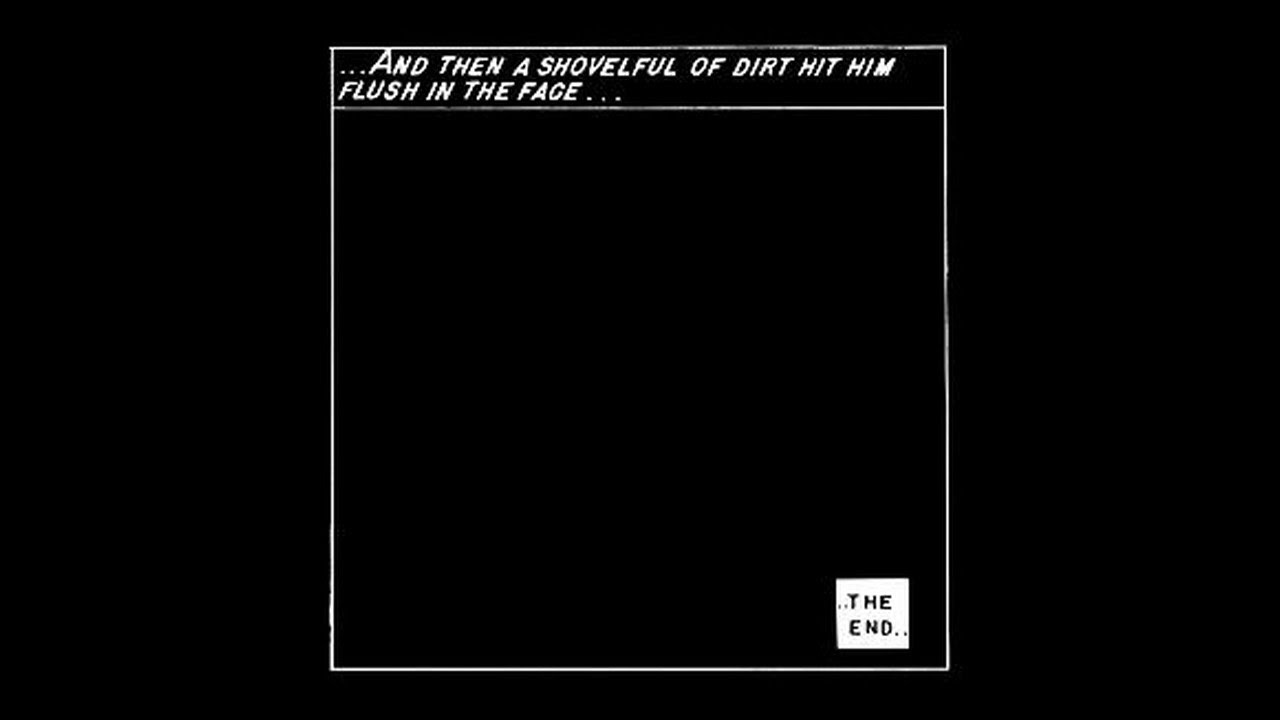 ...AND THEN A SHOVELFUL OF DIRT HIT HIM
FLUSH IN THE FACE...
..THE
END..